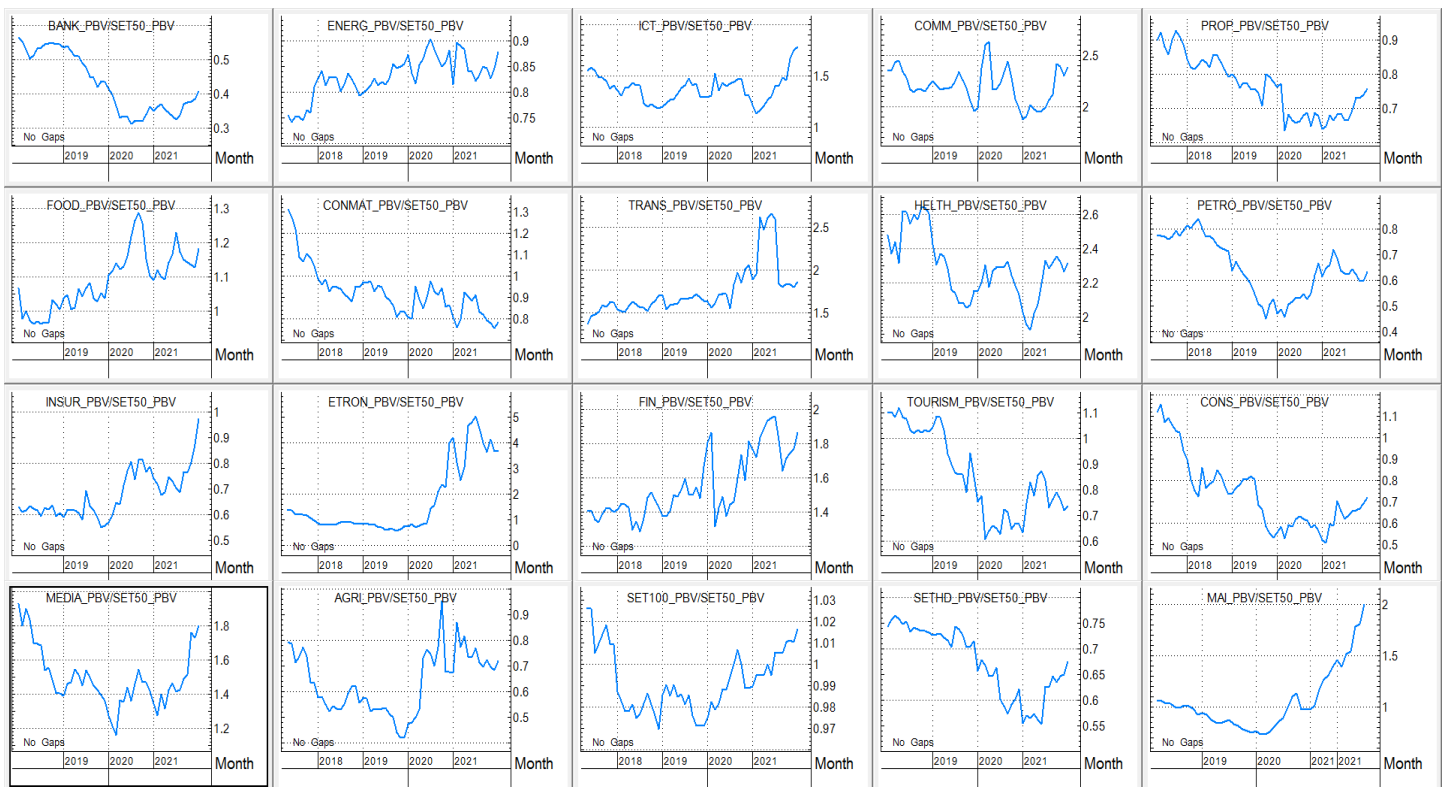 BANK_PBV/SET50_PBV
0.5
0.4
0.3
No Gaps
2019 2020 2021 Month
ENERG_PBV/SET50_PBV
0.9
0.85
0.8
0.75
No Gaps
2018 2019 2020 2021 Month
ICT_PBV/SET50_PBV
1.5
1
No Gaps
2018 2019 2020 2021 Month
COMM_PBV/SET50_PBV
2.5
2
No Gaps
2019 2020 2021 Month
PROP_PBV/SET50_PBV
0.9
0.8
0.7
No Gaps
2018 2019 2020 2021 Month
FOOD_PBV/SET50_PBV
1.3
1.2
1.1
1
No Gaps
2019 2020 2021 Month
CONMAT_PBV/SET50_PBV
1.3
1.2
1.1
1
0.9
0.8
No Gaps
2018 2019 2020 2021 Month
TRANS_PBV/SET50_PBV
2.5
2
1.5
No Gaps
2018 2019 2020 2021 Month
HELTH_PBV/SET50_PBV
2.6
2.4
2.2
2
No Gaps
2019 2020 2021 Month
PETRO_PBV/SET50_PBV
0.8
0.7
0.6
0.5
0.4
No Gaps
2018 2019 2020 2021 Month
INSUR_PBV/SET50_PBV
1
0.9
0.8
0.7
0.6
0.5
No Gaps
2019 2020 2021 Month
ETRON_PBV/SET50_PBV
5
4
3
2
1
0
No Gaps
2018 2019 2020 2021 Month
FIN_PBV/SET50_PBV
2
1.8
1.6
1.4
No Gaps
2018 2019 2020 2021 Month
TOURISM_PBV/SET50_PBV
1.1
1
0.9
0.8
0.7
0.6
No Gaps
2019 2020 2021 Month
CONS_PBV/SET50_PBV
1.1
1
0.9
0.8
0.7
0.6
0.5
No Gaps
2018 2019 2020 2021 Month
MEDIA_PBV/SET50_PBV
1.8
1.6
1.4
1.2
No Gaps
2019 2020 2021 Month
AGRI_PBV/SET50_PBV
0.9
0.8
0.7
0.6
0.5
No Gaps
2018 2019 2020 2021 Month
SET100_PBV/SET50_PBV
1.03
1.02
1.01
1
0.99
0.98
0.97
No Gaps
2018 2019 2020 2021 Month
SETHD_PBV/SET50_PBV
0.75
0.7
0.65
0.6
0.55
No Gaps
2019 2020 2021 Month
MAI_PBV/SET50_PBV
2
1.5
1
No Gaps
2019 2020 2021 2021 Month